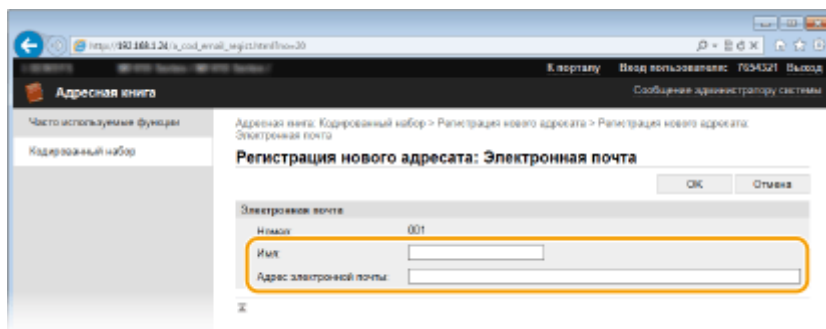 http://192.168.1.24/a_cod_email_regist.html?no=20
К порталу Вход пользователя: 7654321 Выход
Адресная книга
Сообщение администратору системы
Часто используемые функции
Кодированный набор
Адресная книга: Кодированный набор > Регистрация нового адресата > Регистрация нового адресата:
Электронная почта
Регистрация нового адресата: Электронная почта
OK Отмена
Электронная почта
Номер: 001
Имя:
Адрес электронной почты: